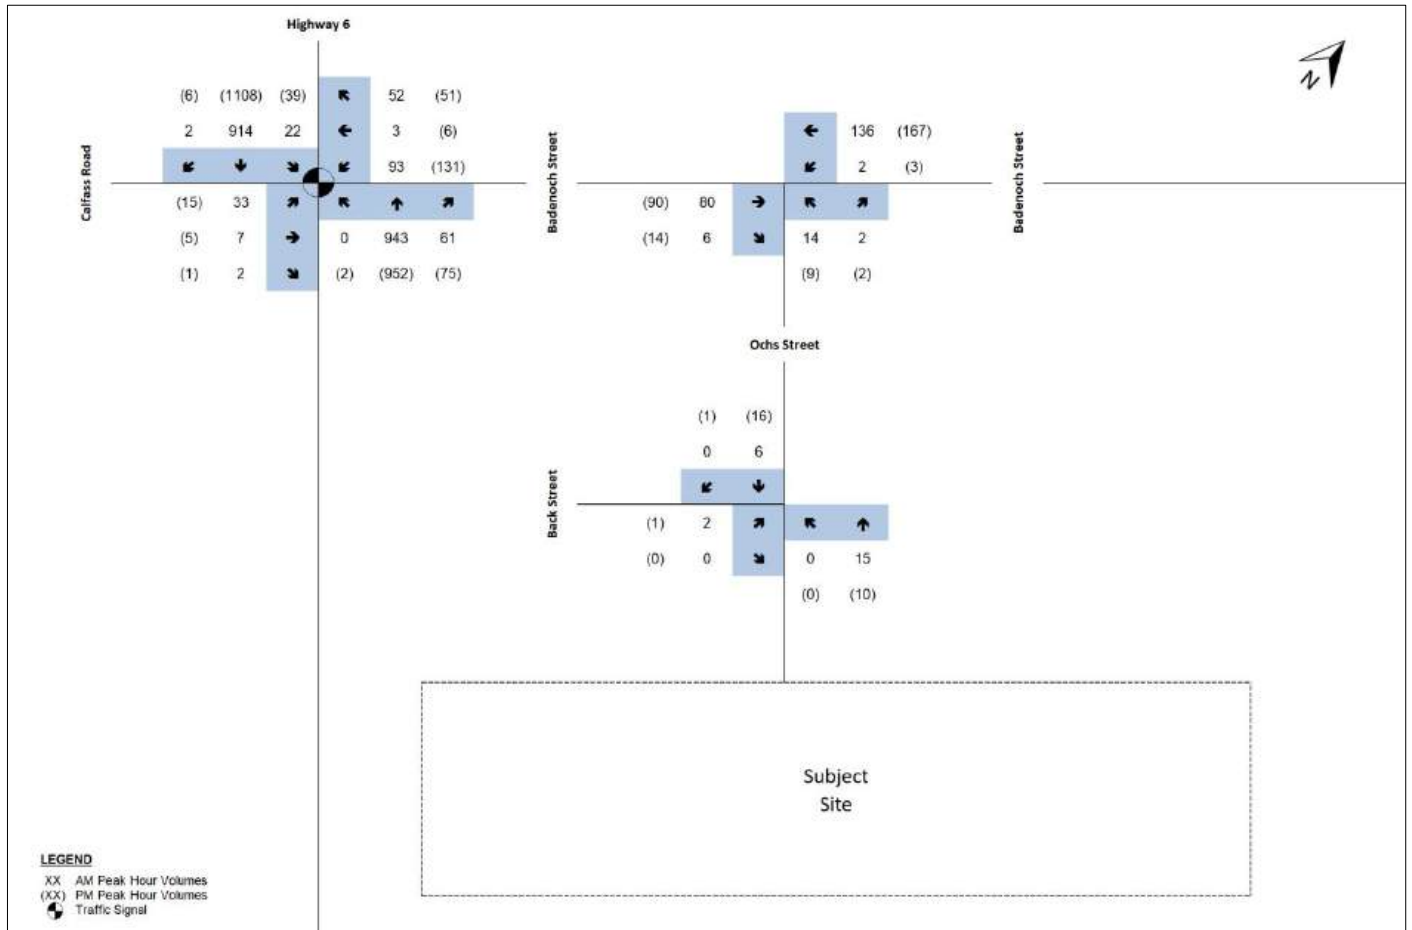 Highway 6
(6) (1108) (39) 52 (51)
2 914 22 3 (6)
93 (131)
Calfass Road
(15) 33
(5) 7 0 943 61
(1) 2 (2) (952) (75)
Badenoch Street
136 (167)
2 (3)
(90) 80
(14) 6 14 2
(9) (2)
Badenoch Street
N
Ochs Street
(1) (16)
0 6
Back Street
(1) 2
(0) 0 0 15
(0) (10)
Subject
Site
LEGEND
XX AM Peak Hour Volumes
(XX) PM Peak Hour Volumes
Traffic Signal